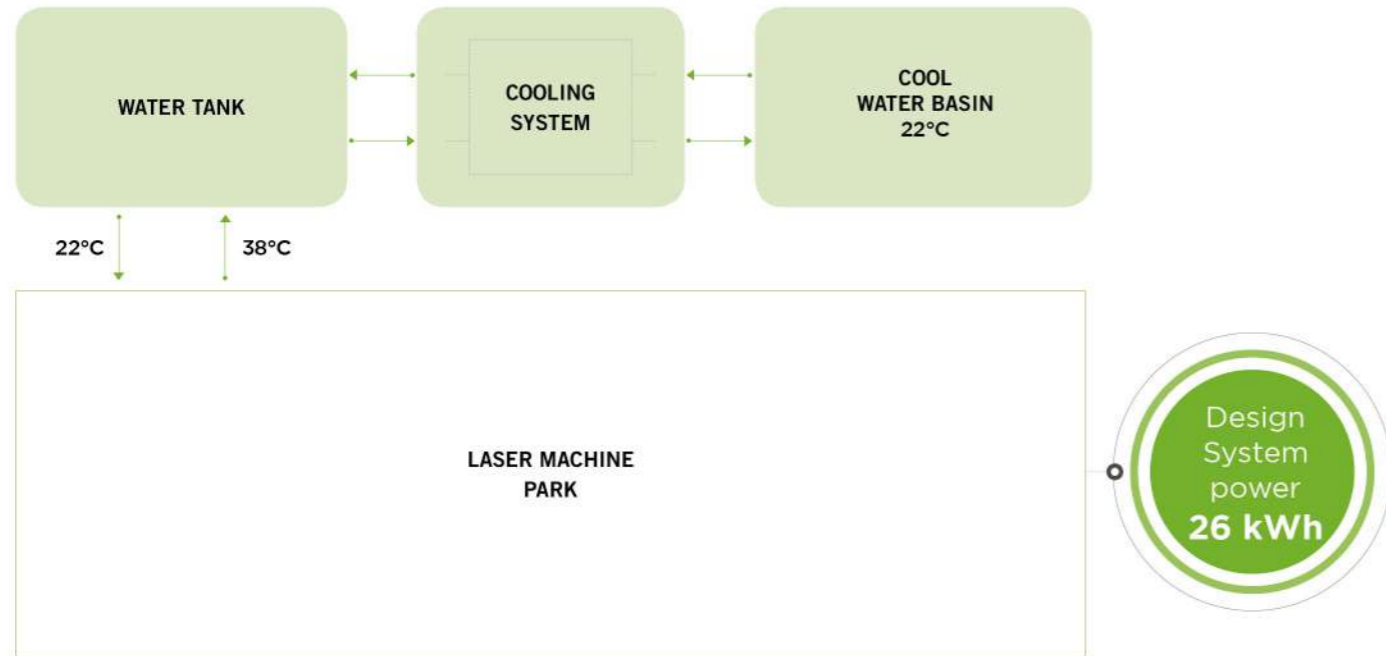 WATER TANK
COOLING
SYSTEM
COOL
WATER BASIN
22°C
22°C
38°C
LASER MACHINE
PARK
Design
System
power
26 kWh